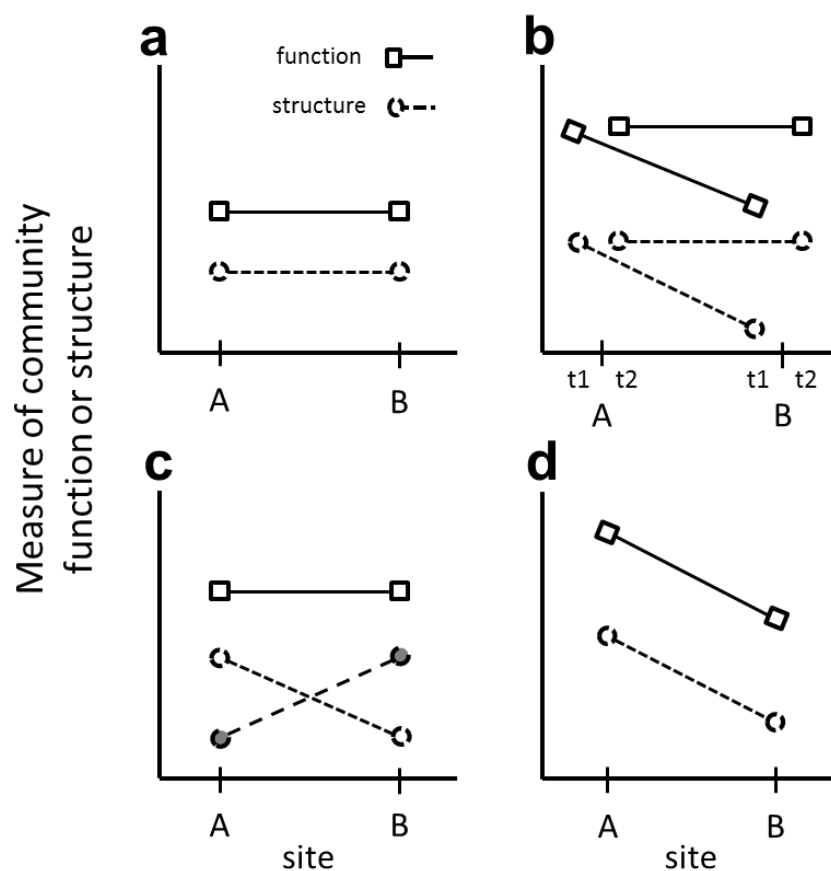 a
function
structure
b
A
B
t1 t2
t1 t2
A
B
Measure of community
function or structure
c
d
A
B
site
A
B
site